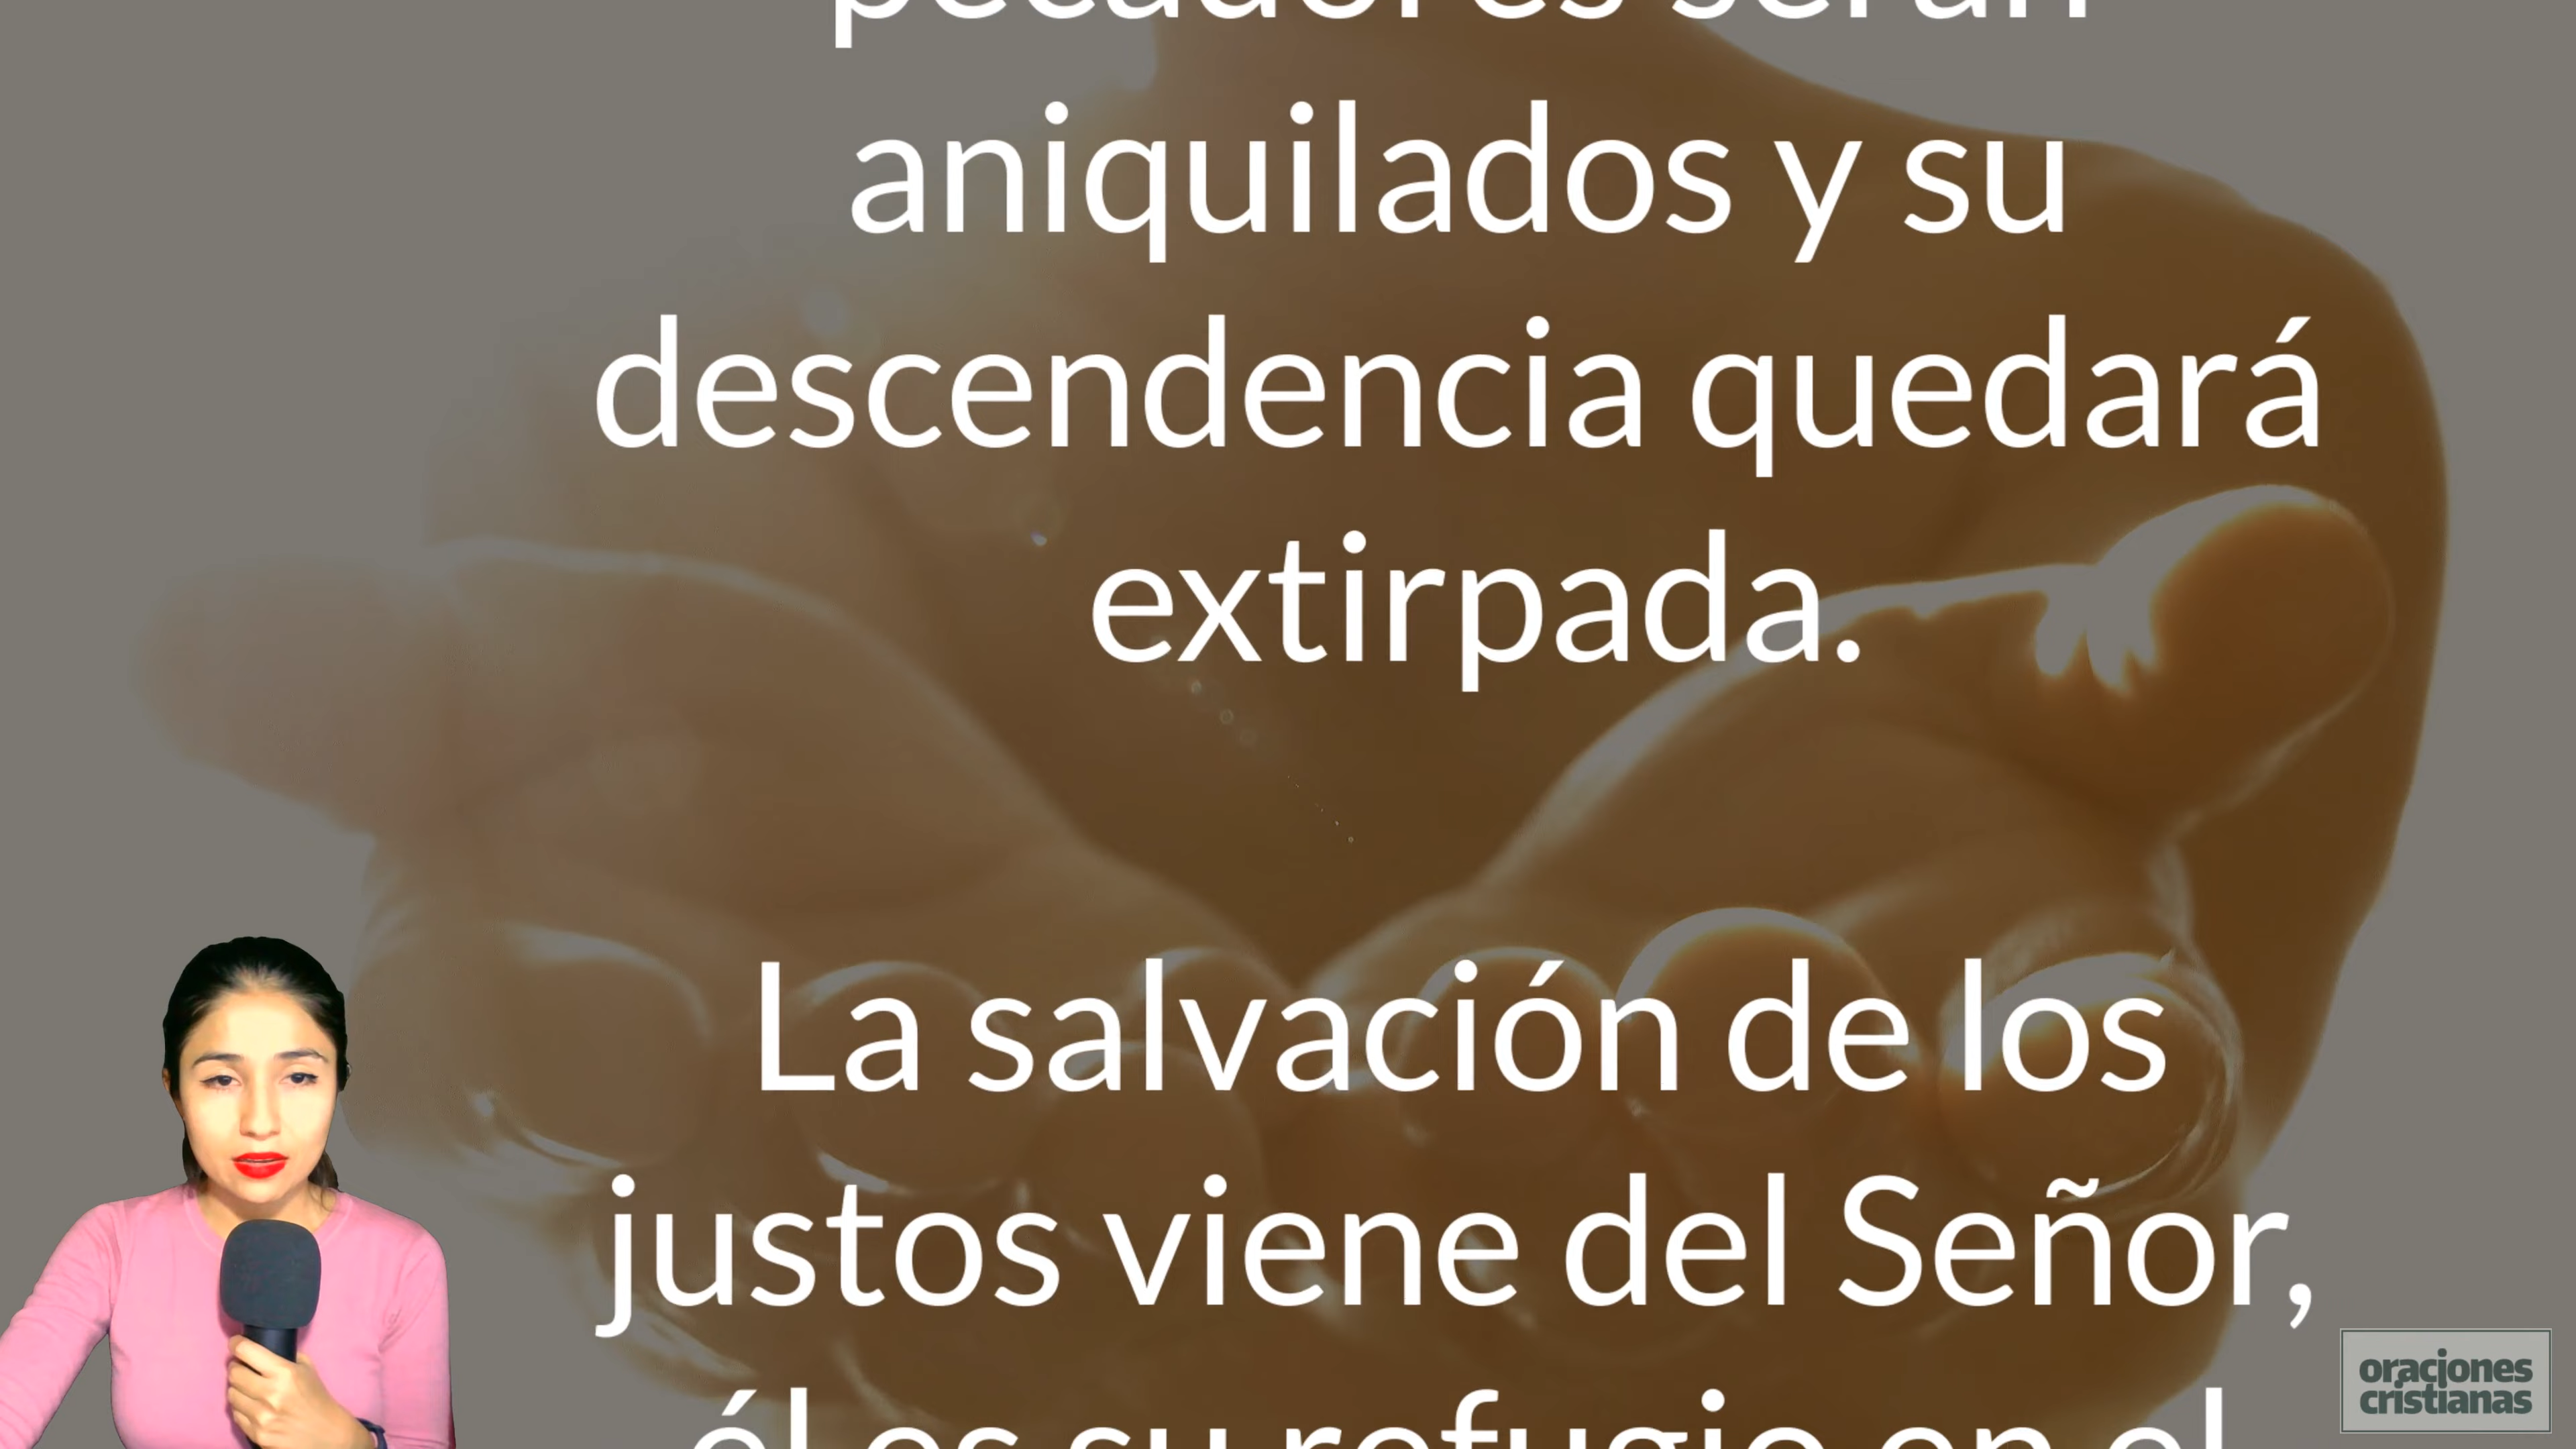 pecadores serán
aniquilados y su
descendencia quedará
extirpada.
La salvación de los
justos viene del Señor,
él es su refugio en el
oraciones
cristianas